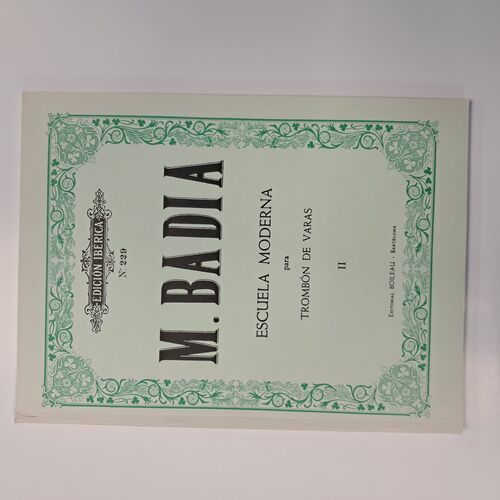 EDICION IBERICA
Nº 229
M. BADIA
ESCUELA MODERNA
para
TROMBÓN DE VARAS
II
EDITORIAL BOILEAU - BARCELONA